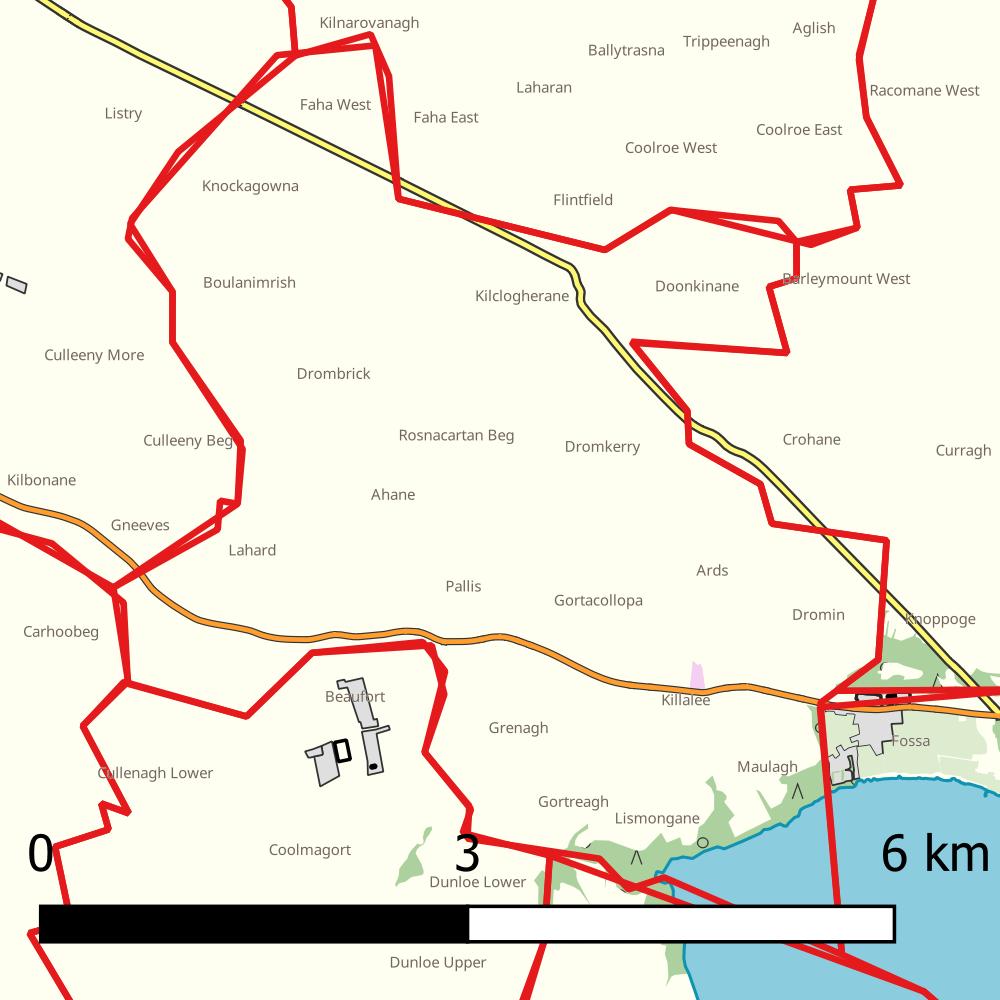 Kilnarovanagh
Aglish
Trippeenagh
Ballytrasna
Laharan
Racomane West
Faha West
Listry
Faha East
Coolroe East
Coolroe West
Knockagowna
Flintfield
Barleymount West
Boulanimrish
Doonkinane
Kilclogherane
Culleeny More
Drombrick
Rosnacartan Beg
Crohane
Culleeny Beg
Dromkerry
Curragh
Kilbonane
Ahane
Gneeves
Lahard
Ards
Pallis
Gortacollopa
Dromin
Knoppoge
Carhoobeg
Beaufort
Killalee
Grenagh
Fossa
Maulagh
Cullenagh Lower
Gortreagh
Lismongane
Coolmagort
0 3 6 km
Dunloe Lower
Dunloe Upper